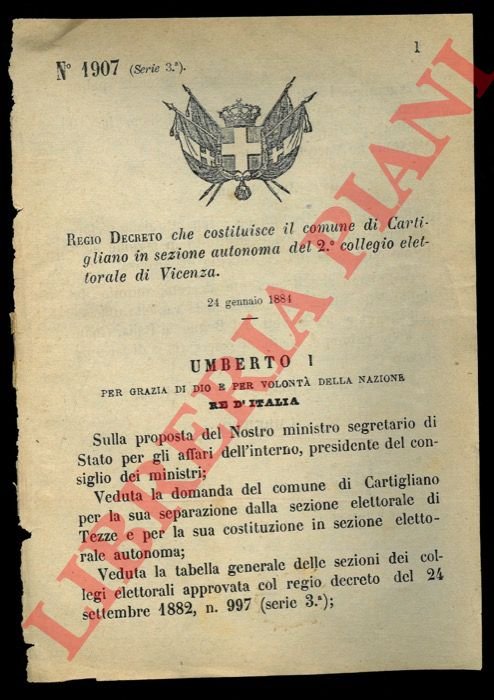 1
N° 1907 (Serie 3.ª).
REGIO DECRETO che costituisce il comune di Carti-
gliano in sezione autonoma del 2.° collegio elet-
torale di Vicenza.
24 gennaio 1884
UMBERTO I
PER GRAZIA DI DIO E PER VOLONTÀ DELLA NAZIONE
RE D'ITALIA
Sulla proposta del Nostro ministro segretario di
Stato per gli affari dell'interno, presidente del con-
siglio dei ministri;
Veduta la domanda del comune di Cartigliano
per la sua separazione dalla sezione elettorale di
Tezze e per la sua costituzione in sezione eletto-
rale autonoma;
Veduta la tabella generale delle sezioni dei col-
legi elettorali approvata col regio decreto del 24
settembre 1882, n. 997 (serie 3.ª);
LIBRERIA PIANI